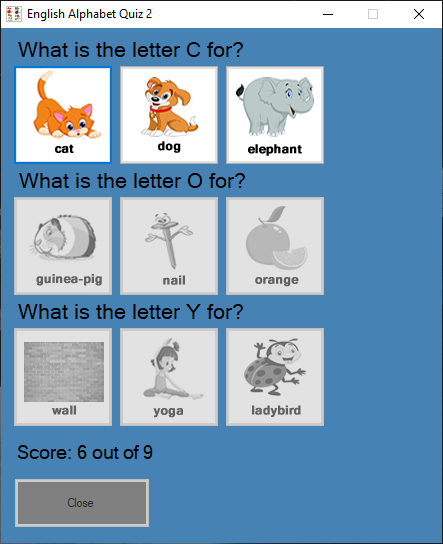 English Alphabet Quiz 2
What is the letter C for?
cat dog elephant
What is the letter O for?
guinea-pig nail orange
What is the letter Y for?
wall yoga ladybird
Score: 6 out of 9
Close